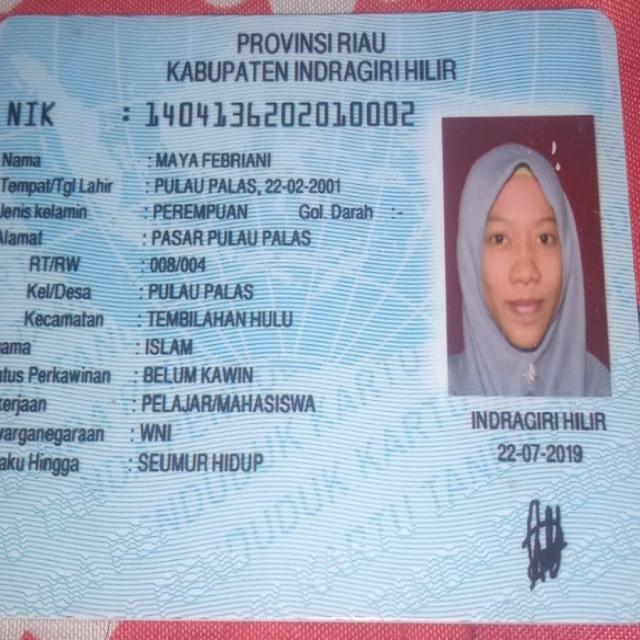 PROVINSI RIAU
KABUPATEN INDRAGIRI HILIR
NIK : 1404136202010002
Nama : MAYA FEBRIANI
Tempat/Tgl Lahir : PULAU PALAS, 22-02-2001
Jenis kelamin : PEREMPUAN Gol. Darah :-
Alamat : PASAR PULAU PALAS
RT/RW : 008/004
Kel/Desa : PULAU PALAS
Kecamatan : TEMBILAHAN HULU
ama : ISLAM
tus Perkawinan : BELUM KAWIN
kerjaan : PELAJAR/MAHASISWA
warganegaraan : WNI
aku Hingga : SEUMUR HIDUP
INDRAGIRI HILIR
22-07-2019